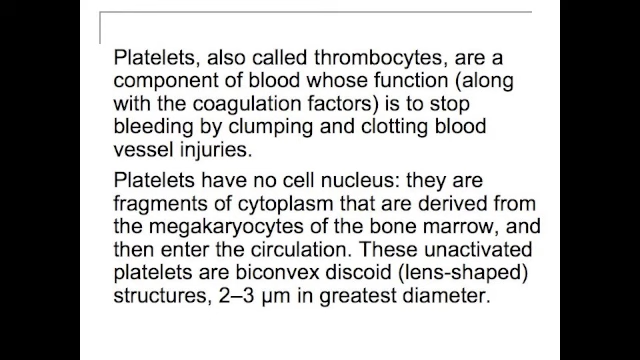 Platelets, also called thrombocytes, are a
component of blood whose function (along
with the coagulation factors) is to stop
bleeding by clumping and clotting blood
vessel injuries.
Platelets have no cell nucleus: they are
fragments of cytoplasm that are derived from
the megakaryocytes of the bone marrow, and
then enter the circulation. These unactivated
platelets are biconvex discoid (lens-shaped)
structures, 2–3 µm in greatest diameter.